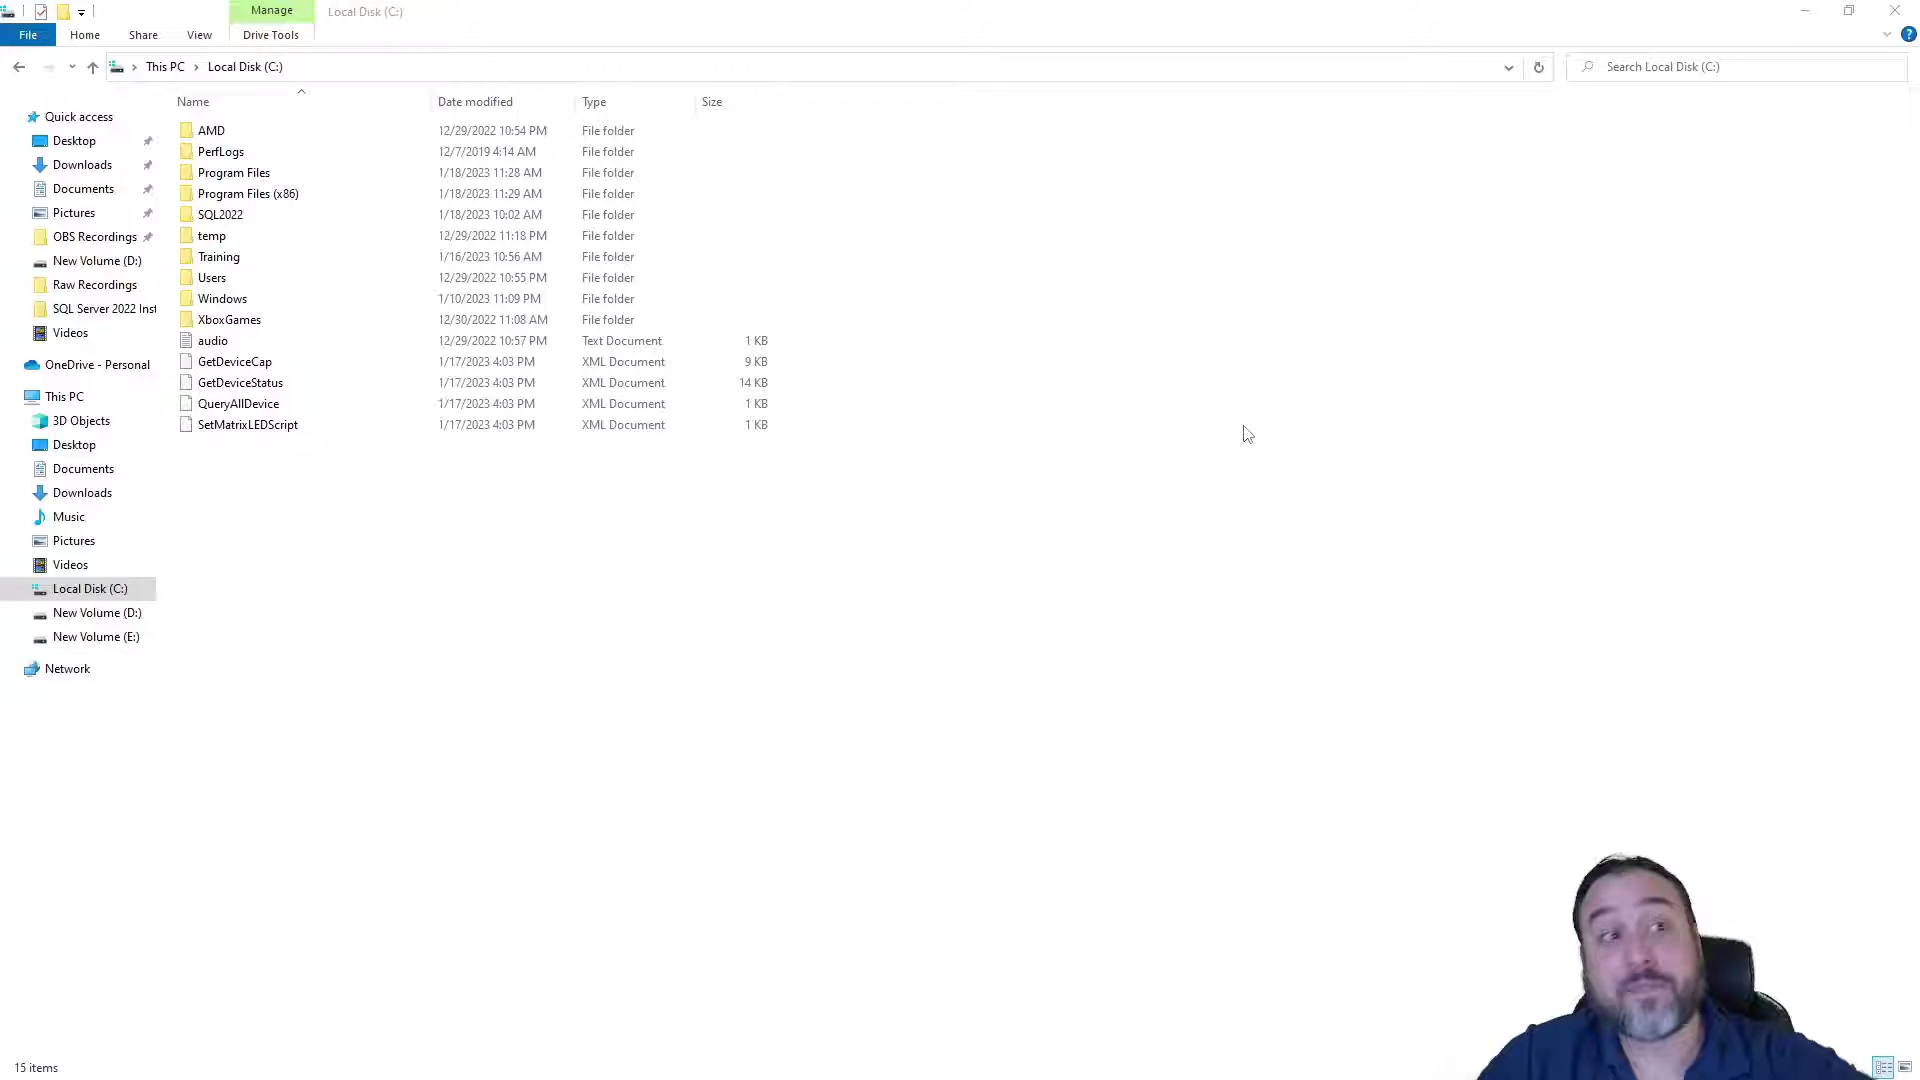 Manage
Local Disk (C:)
File
Home
Share
View
Drive Tools
This PC
Local Disk (C:)
Search Local Disk (C:)
Name
Date modified
Type
Size
Quick access
Desktop
Downloads
Documents
Pictures
OBS Recordings
New Volume (D:)
Raw Recordings
SQL Server 2022 Inst
Videos
OneDrive - Personal
This PC
3D Objects
Desktop
Documents
Downloads
Music
Pictures
Videos
Local Disk (C:)
New Volume (D:)
New Volume (E:)
Network
AMD 12/29/2022 10:54 PM File folder
PerfLogs 12/7/2019 4:14 AM File folder
Program Files 1/18/2023 11:28 AM File folder
Program Files (x86) 1/18/2023 11:29 AM File folder
SQL2022 1/18/2023 10:02 AM File folder
temp 12/29/2022 11:18 PM File folder
Training 1/16/2023 10:56 AM File folder
Users 12/29/2022 10:55 PM File folder
Windows 1/10/2023 11:09 PM File folder
XboxGames 12/30/2022 11:08 AM File folder
audio 12/29/2022 10:57 PM Text Document 1 KB
GetDeviceCap 1/17/2023 4:03 PM XML Document 9 KB
GetDeviceStatus 1/17/2023 4:03 PM XML Document 14 KB
QueryAllDevice 1/17/2023 4:03 PM XML Document 1 KB
SetMatrixLEDScript 1/17/2023 4:03 PM XML Document 1 KB
15 items